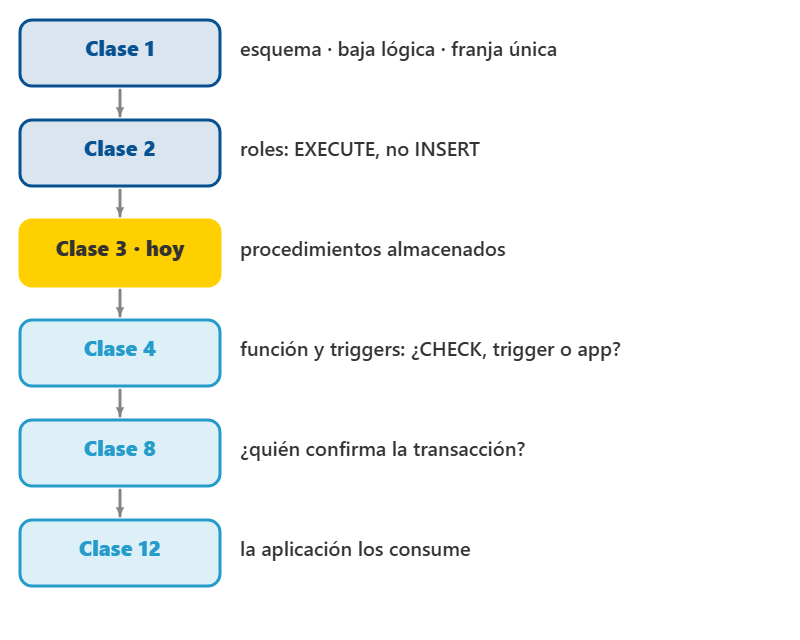 Clase 1
esquema · baja lógica · franja única
Clase 2
roles: EXECUTE, no INSERT
Clase 3 · hoy
procedimientos almacenados
Clase 4
función y triggers: ¿CHECK, trigger o app?
Clase 8
¿quién confirma la transacción?
Clase 12
la aplicación los consume